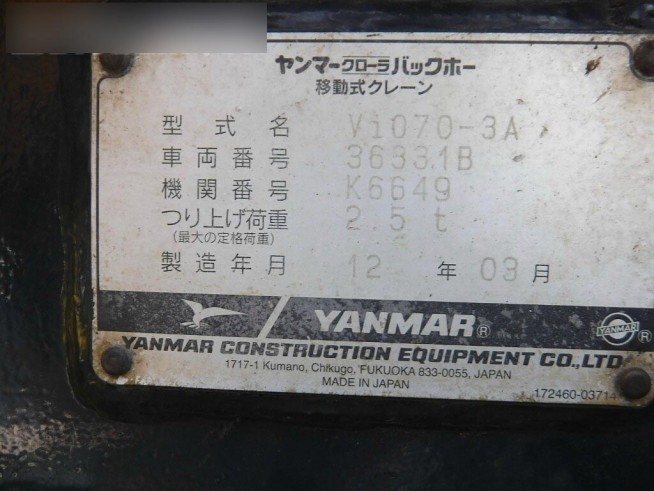 ヤンマークローラバックホー
移動式クレーン
型式名 ViO70-3A
車両番号 36331B
機関番号 K6649
つり上げ荷重 2.5 t
(最大の定格荷重)
製造年月 12 年 03 月
YANMAR®
YANMAR ®
YANMAR CONSTRUCTION EQUIPMENT CO.,LTD
1717-1 Kumano, Chikugo, FUKUOKA 833-0055, JAPAN
MADE IN JAPAN
172460-03714